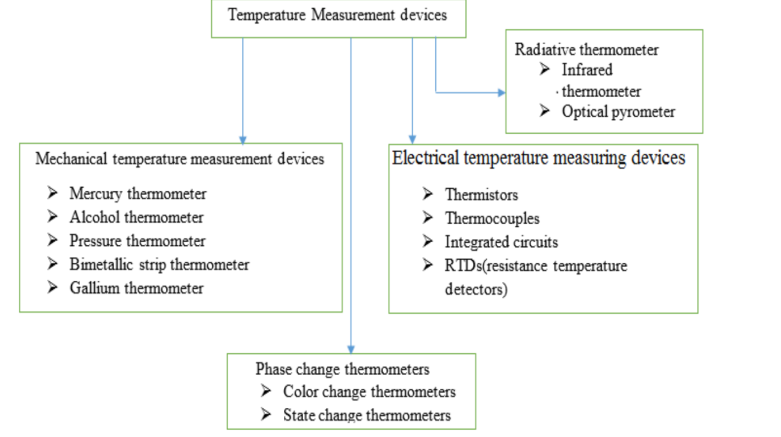 Temperature Measurement devices
Radiative thermometer
➢ Infrared
thermometer
➢ Optical pyrometer
Mechanical temperature measurement devices
➢ Mercury thermometer
➢ Alcohol thermometer
➢ Pressure thermometer
➢ Bimetallic strip thermometer
➢ Gallium thermometer
Electrical temperature measuring devices
➢ Thermistors
➢ Thermocouples
➢ Integrated circuits
➢ RTDs(resistance temperature
detectors)
Phase change thermometers
➢ Color change thermometers
➢ State change thermometers